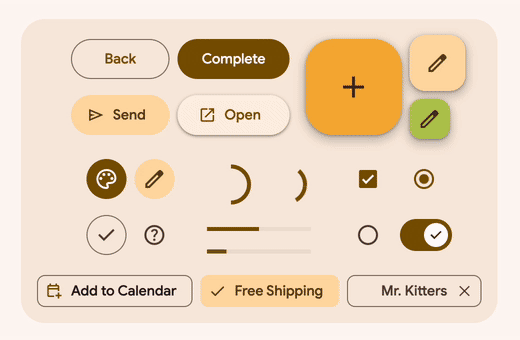 Back
Complete
Send
Open
Add to Calendar
Free Shipping
Mr. Kitters